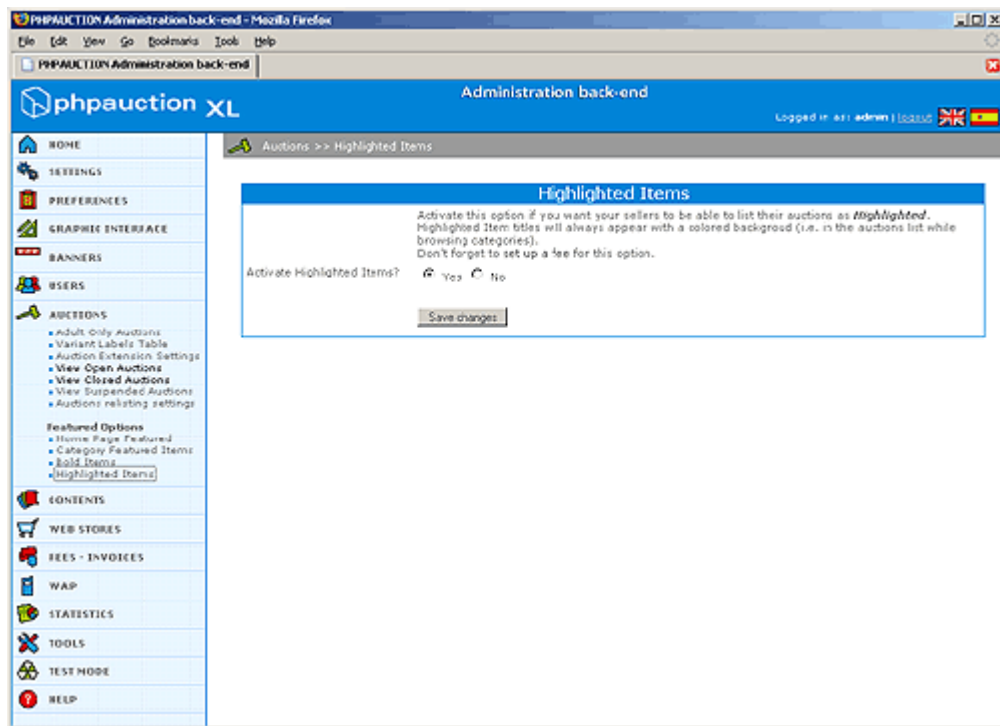 PHPAUCTION Administration back-end - Mozilla Firefox
File Edit View Go Bookmarks Tools Help
PHPAUCTION Administration back-end
phpauction XL
Administration back-end
Logged in as: admin | logout
HOME
SETTINGS
PREFERENCES
GRAPHIC INTERFACE
BANNERS
USERS
AUCTIONS
Adult Only Auctions
Variant Labels Table
Auction Extension Settings
View Open Auctions
View Closed Auctions
View Suspended Auctions
Auctions relisting settings
Featured Options
Home Page Featured
Category Featured Items
Bold Items
Highlighted Items
CONTENTS
WEB STORES
FEES - INVOICES
WAP
STATISTICS
TOOLS
TEST MODE
HELP
Auctions >> Highlighted Items
Highlighted Items
Activate this option if you want your sellers to be able to list their auctions as Highlighted.
Highlighted Item titles will always appear with a colored backgroud (i.e. in the auctions list while
browsing categories).
Don't forget to set up a fee for this option.
Activate Highlighted Items? Yes No
Save changes